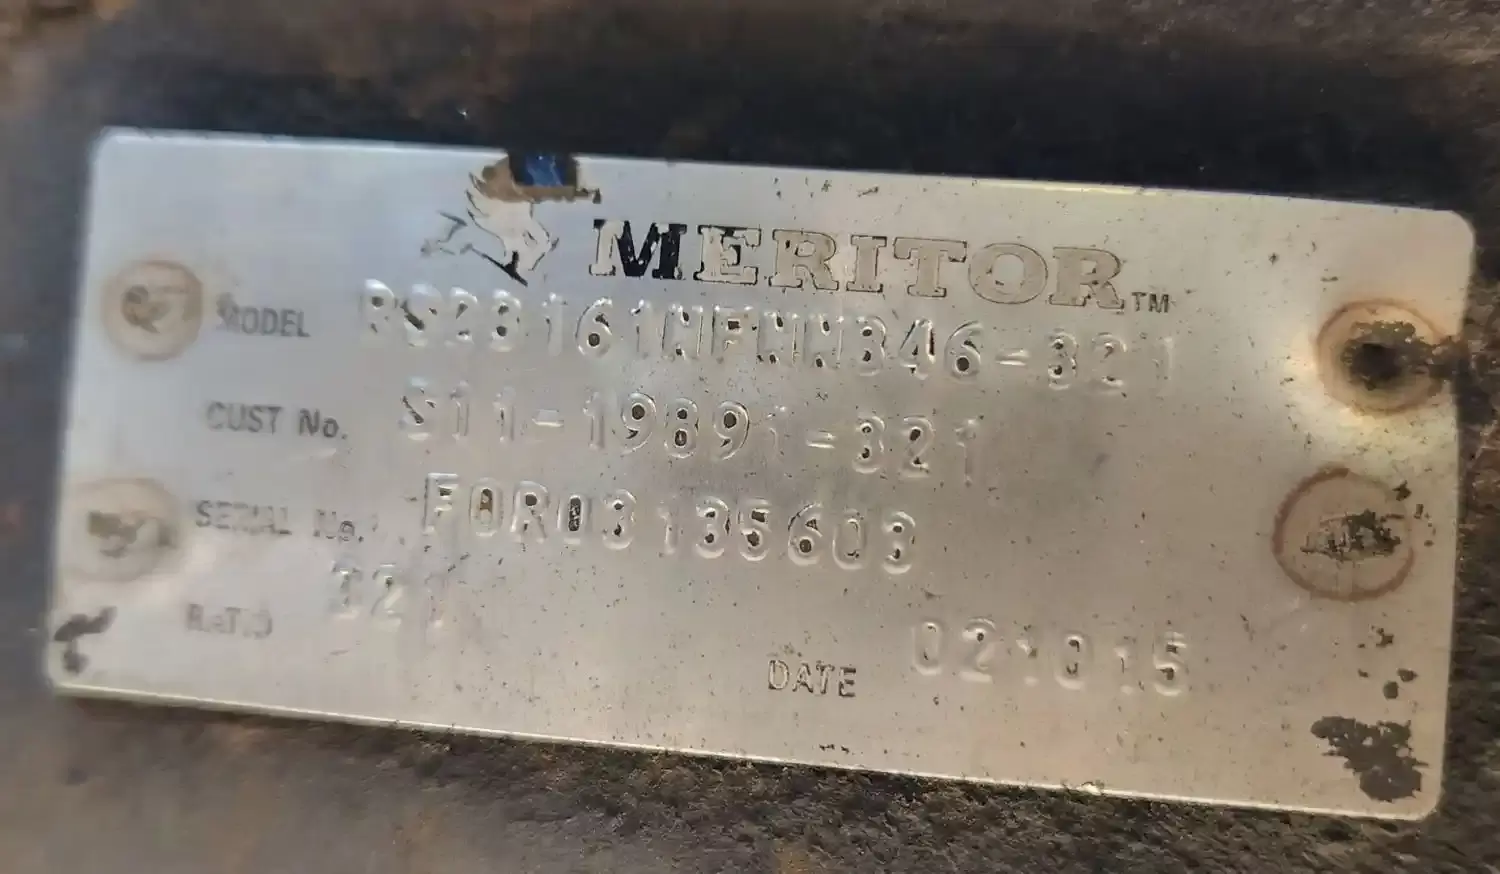 MERITOR™
MODEL RS23161NFNN346-321
CUST No. S11-19891-321
SERIAL No. FOR03135603
RATIO 321
DATE 021015